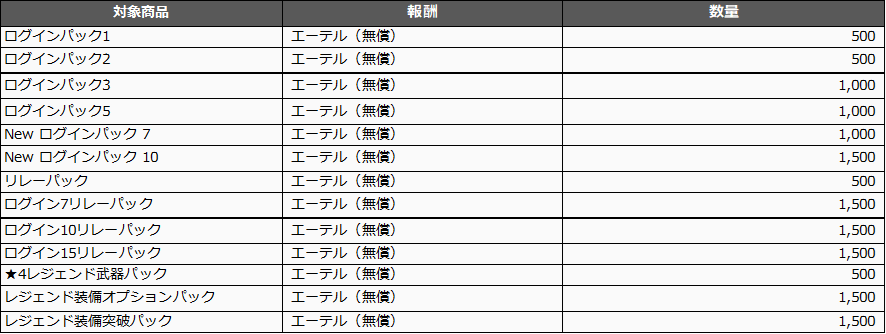 対象商品 報酬 数量
ログインパック1 エーテル（無償） 500
ログインパック2 エーテル（無償） 500
ログインパック3 エーテル（無償） 1,000
ログインパック5 エーテル（無償） 1,000
New ログインパック 7 エーテル（無償） 1,000
New ログインパック 10 エーテル（無償） 1,500
リレーパック エーテル（無償） 500
ログイン7リレーパック エーテル（無償） 1,500
ログイン10リレーパック エーテル（無償） 1,500
ログイン15リレーパック エーテル（無償） 1,500
★4レジェンド武器パック エーテル（無償） 500
レジェンド装備オプションパック エーテル（無償） 1,500
レジェンド装備突破パック エーテル（無償） 1,500